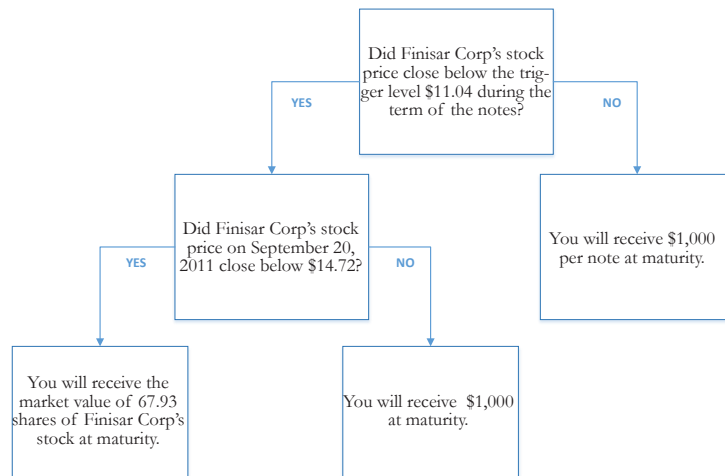 Did Finisar Corp's stock
price close below the trig-
ger level $11.04 during the
term of the notes?
YES
NO
Did Finisar Corp's stock
price on September 20,
2011 close below $14.72?
You will receive $1,000
per note at maturity.
YES
NO
You will receive the
market value of 67.93
shares of Finisar Corp's
stock at maturity.
You will receive $1,000
at maturity.